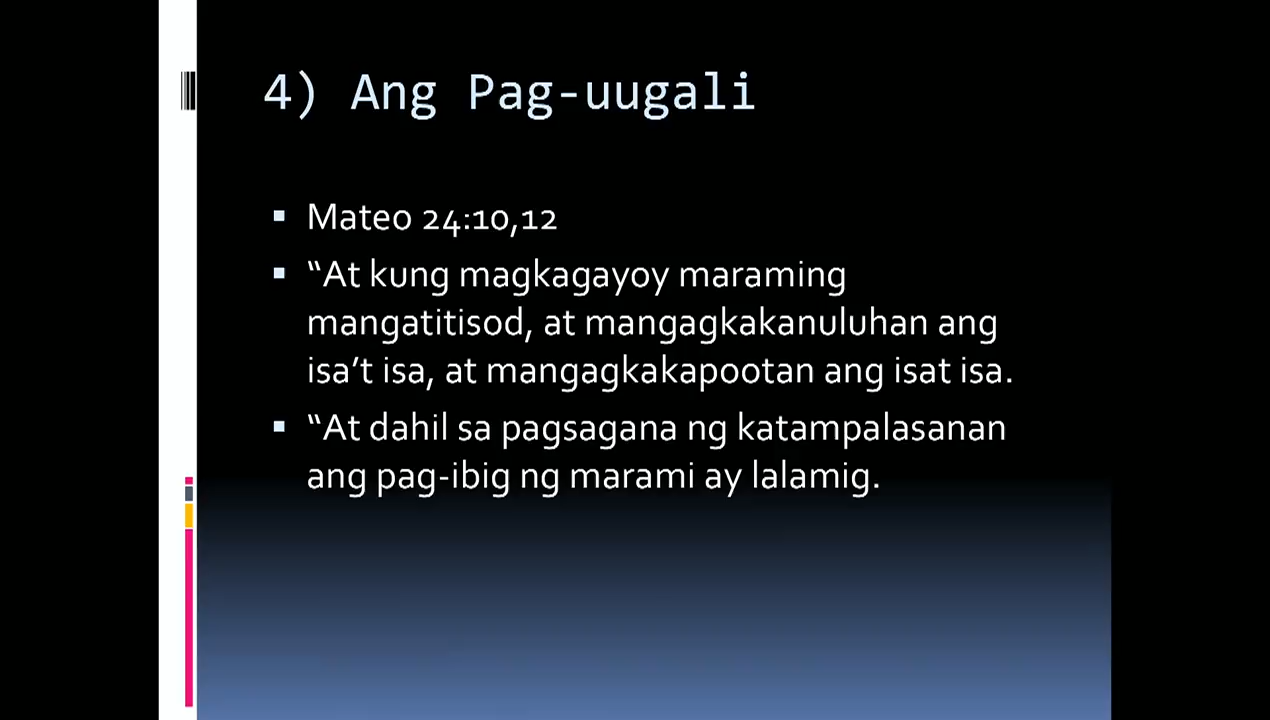 4) Ang Pag-uugali
▪ Mateo 24:10,12
▪ “At kung magkagayoy maraming
mangatitisod, at mangagkakanuluhan ang
isa’t isa, at mangagkakapootan ang isat isa.
▪ “At dahil sa pagsagana ng katampalasanan
ang pag-ibig ng marami ay lalamig.